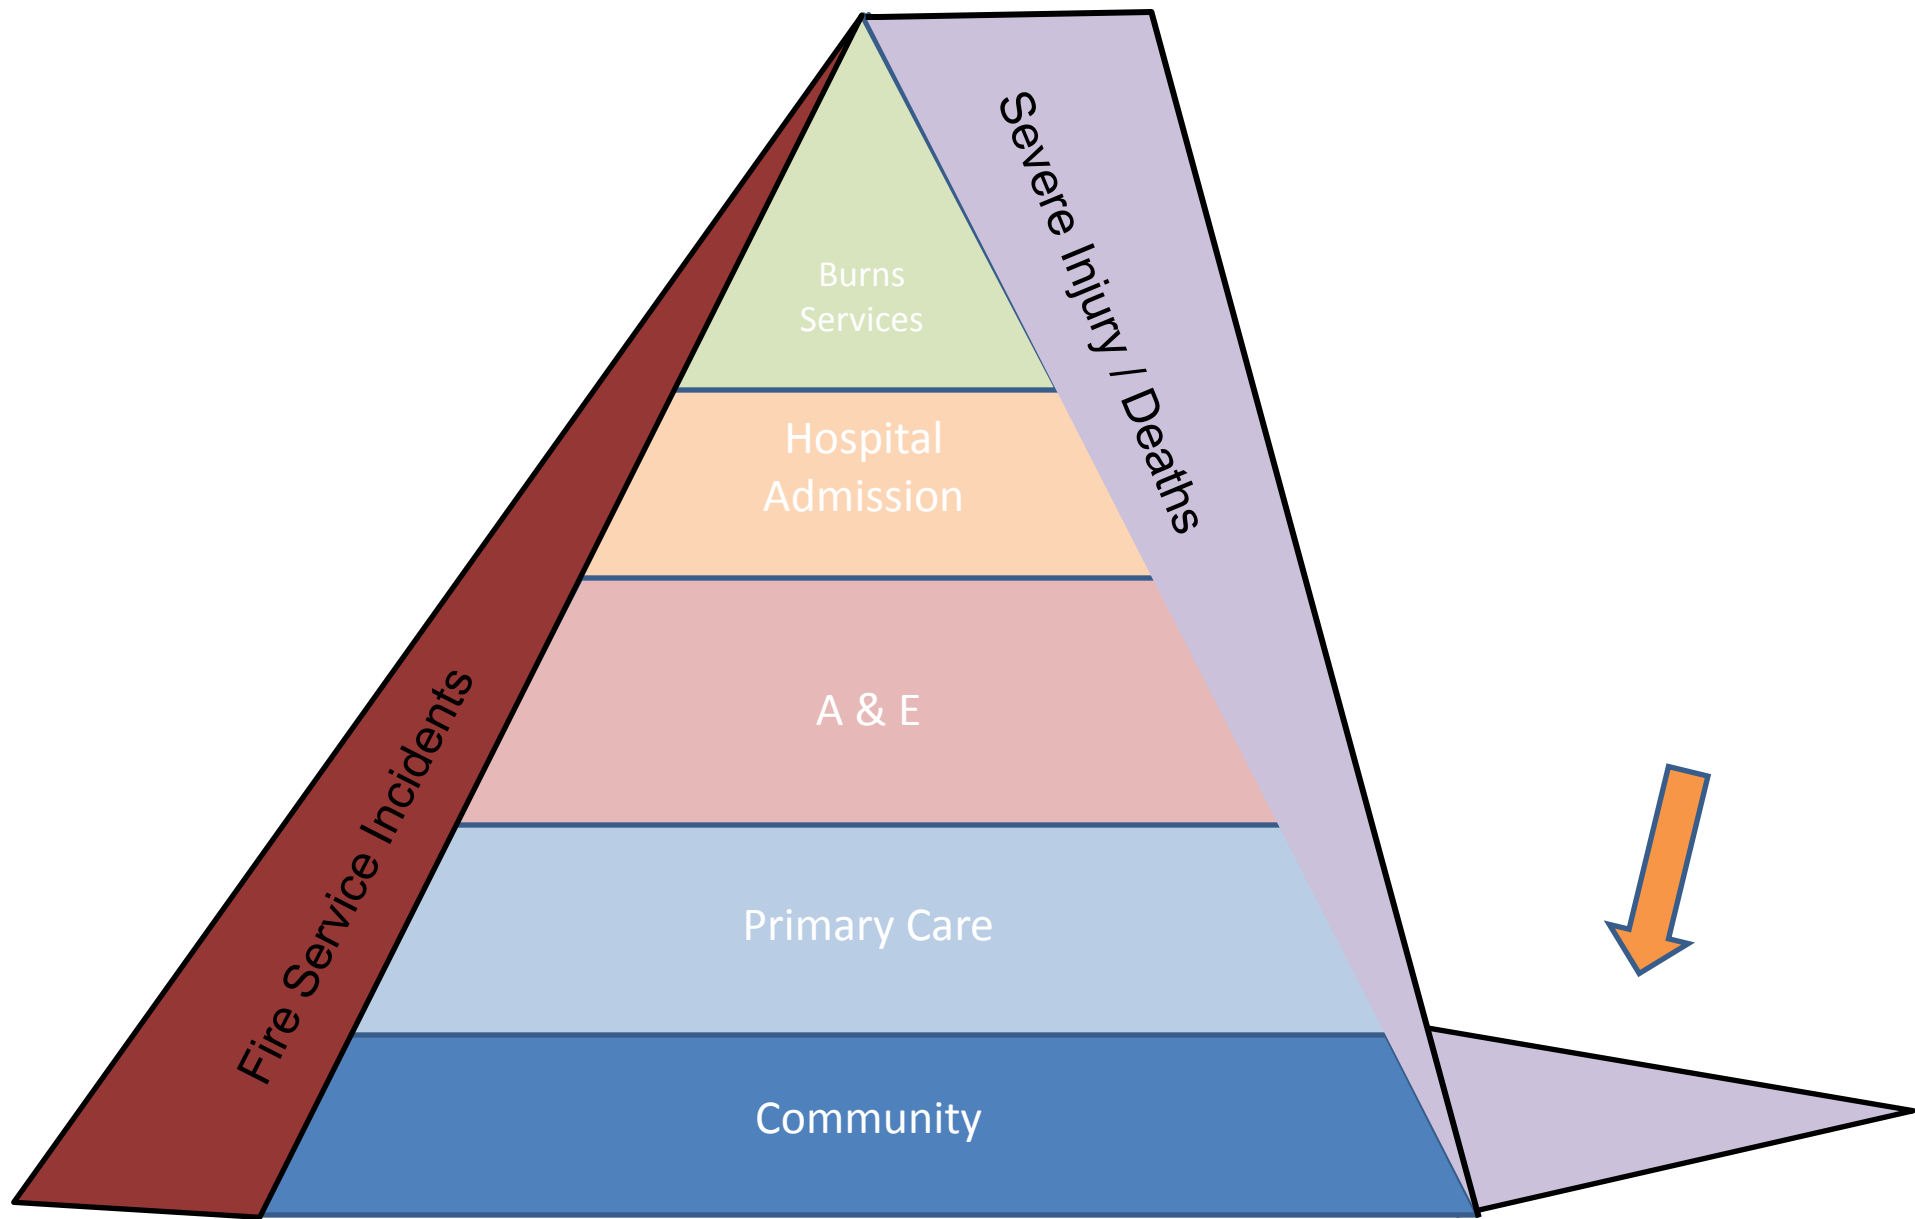 Severe Injury / Deaths
Burns
Services
Hospital
Admission
A & E
Fire Service Incidents
Primary Care
Community